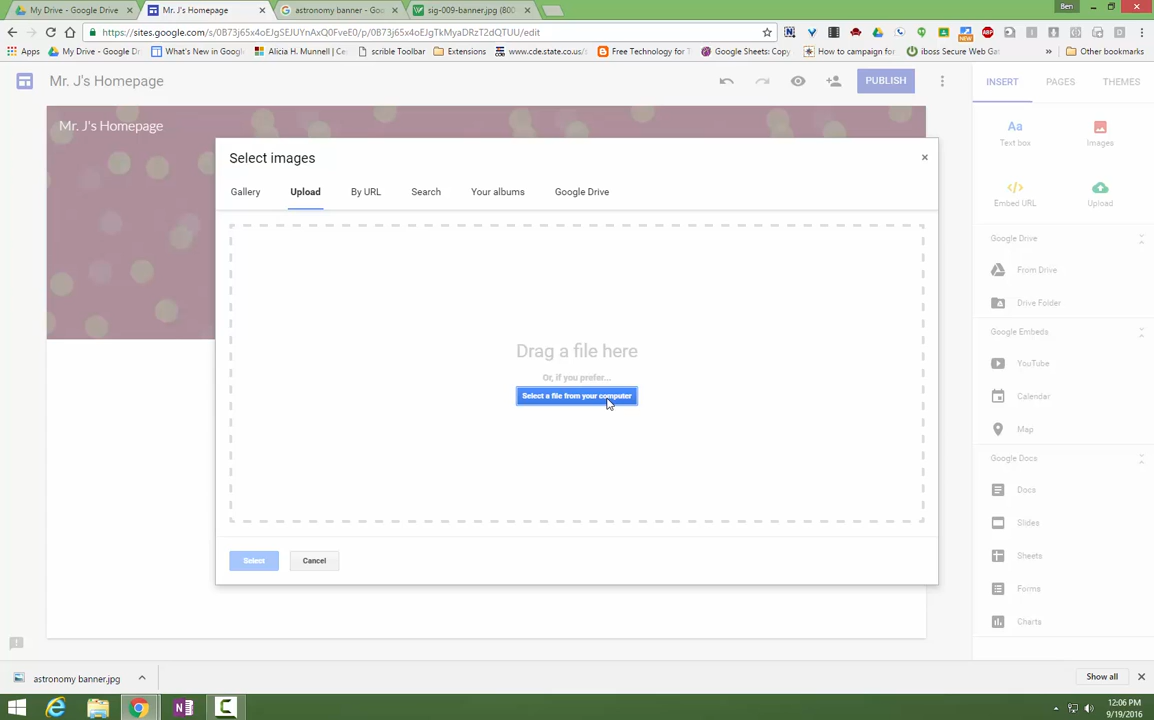 My Drive - Google Drive
Mr. J's Homepage
astronomy banner - Goo
sig-009-banner.jpg (800
Ben
https://sites.google.com/s/0B73j65x4oEJgSEJUYnAxQ0FveE0/p/0B73j65x4oEJgTkMyaDRzT2dQTUU/edit
Apps
My Drive - Google Dr
What's New in Google
Alicia H. Munnell | Ce
scrible Toolbar
Extensions
www.cde.state.co.us/
Free Technology for T
Google Sheets: Copy
How to campaign for
iboss Secure Web Gat
Other bookmarks
Mr. J's Homepage
PUBLISH
INSERT
PAGES
THEMES
Mr. J's Homepage
Select images
Gallery
Upload
By URL
Search
Your albums
Google Drive
Drag a file here
Or, if you prefer...
Select a file from your computer
Select
Cancel
Aa
Text box
Images
Embed URL
Upload
Google Drive
From Drive
Drive Folder
Google Embeds
YouTube
Calendar
Map
Google Docs
Docs
Slides
Sheets
Forms
Charts
astronomy banner.jpg
Show all
12:06 PM
9/19/2016